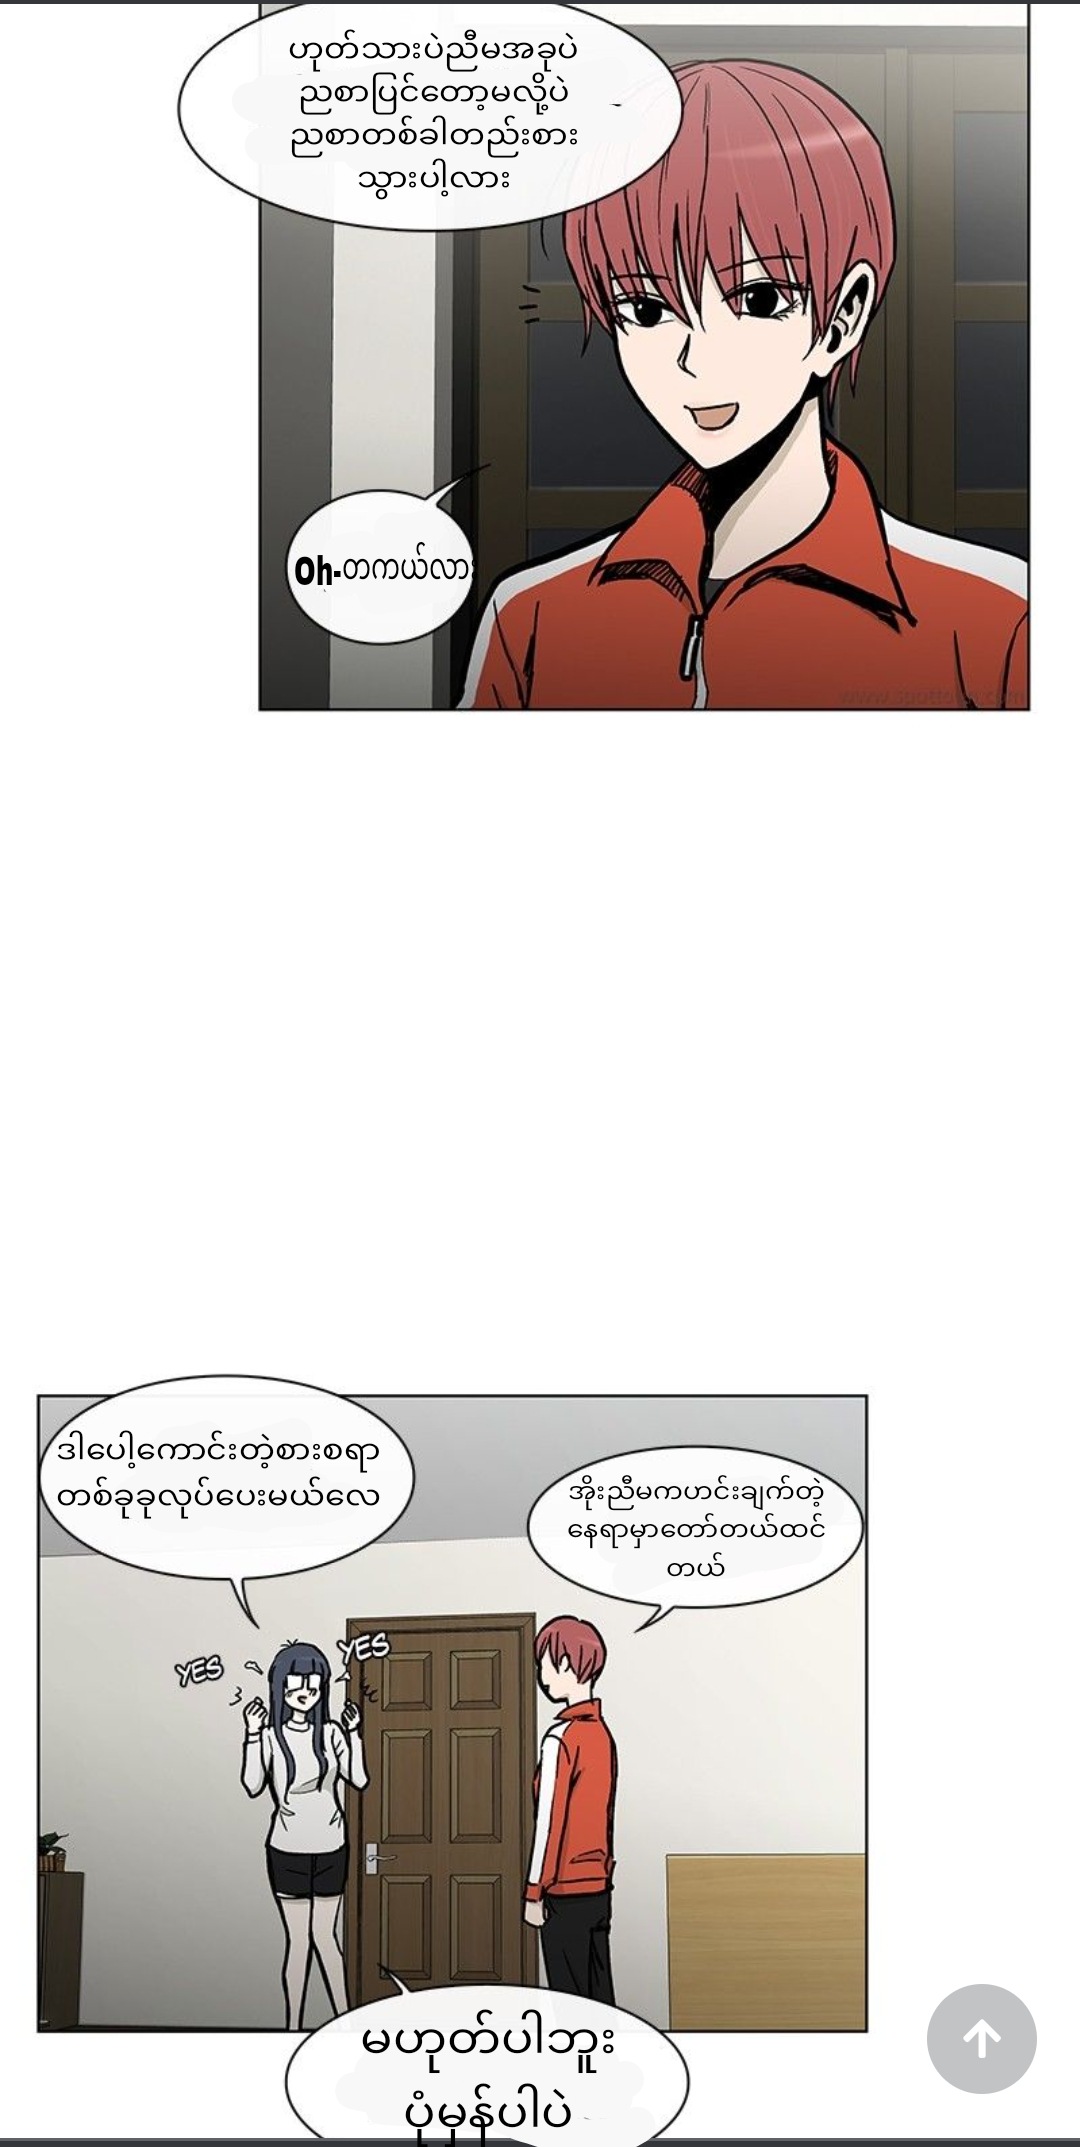 ဟုတ်သားပဲညီမအခုပဲ
ညစာပြင်တော့မလို့ပဲ
ညစာတစ်ခါတည်းစား
သွားပါ့လား
Oh-တကယ်လား
ဒါပေါ့ကောင်းတဲ့စားစရာ
တစ်ခုခုလုပ်ပေးမယ်လေ
အိုးညီမကဟင်းချက်တဲ့
နေရာမှာတော်တယ်ထင်
တယ်
YES
YES
မဟုတ်ပါဘူး
ပုံမှန်ပါပဲ